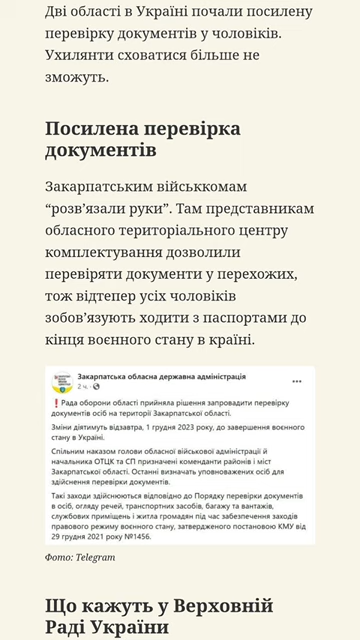 Дві області в Україні почали посилену
перевірку документів у чоловіків.
Ухилянти сховатися більше не
зможуть.
Посилена перевірка
документів
Закарпатським військкомам
“розв’язали руки”. Там представникам
обласного територіального центру
комплектування дозволили
перевіряти документи у перехожих,
тож відтепер усіх чоловіків
зобов’язують ходити з паспортами до
кінця воєнного стану в країні.
Закарпатська обласна державна адміністрація
2 ч. ·
❗Рада оборони області прийняла рішення запровадити перевірку
документів осіб на території Закарпатської області.
Зміни діятимуть відзавтра, 1 грудня 2023 року, до завершення воєнного
стану в Україні.
Спільним наказом голови обласної військової адміністрації й
начальника ОТЦК та СП призначені коменданти районів і міст
Закарпатської області. Останні визначать уповноважених осіб для
здійснення перевірки документів.
Такі заходи здійснюються відповідно до Порядку перевірки документів
в осіб, огляду речей, транспортних засобів, багажу та вантажів,
службових приміщень і житла громадян під час забезпечення заходів
правового режиму воєнного стану, затвердженого постановою КМУ від
29 грудня 2021 року №1456.
Фото: Telegram
Що кажуть у Верховній
Раді України